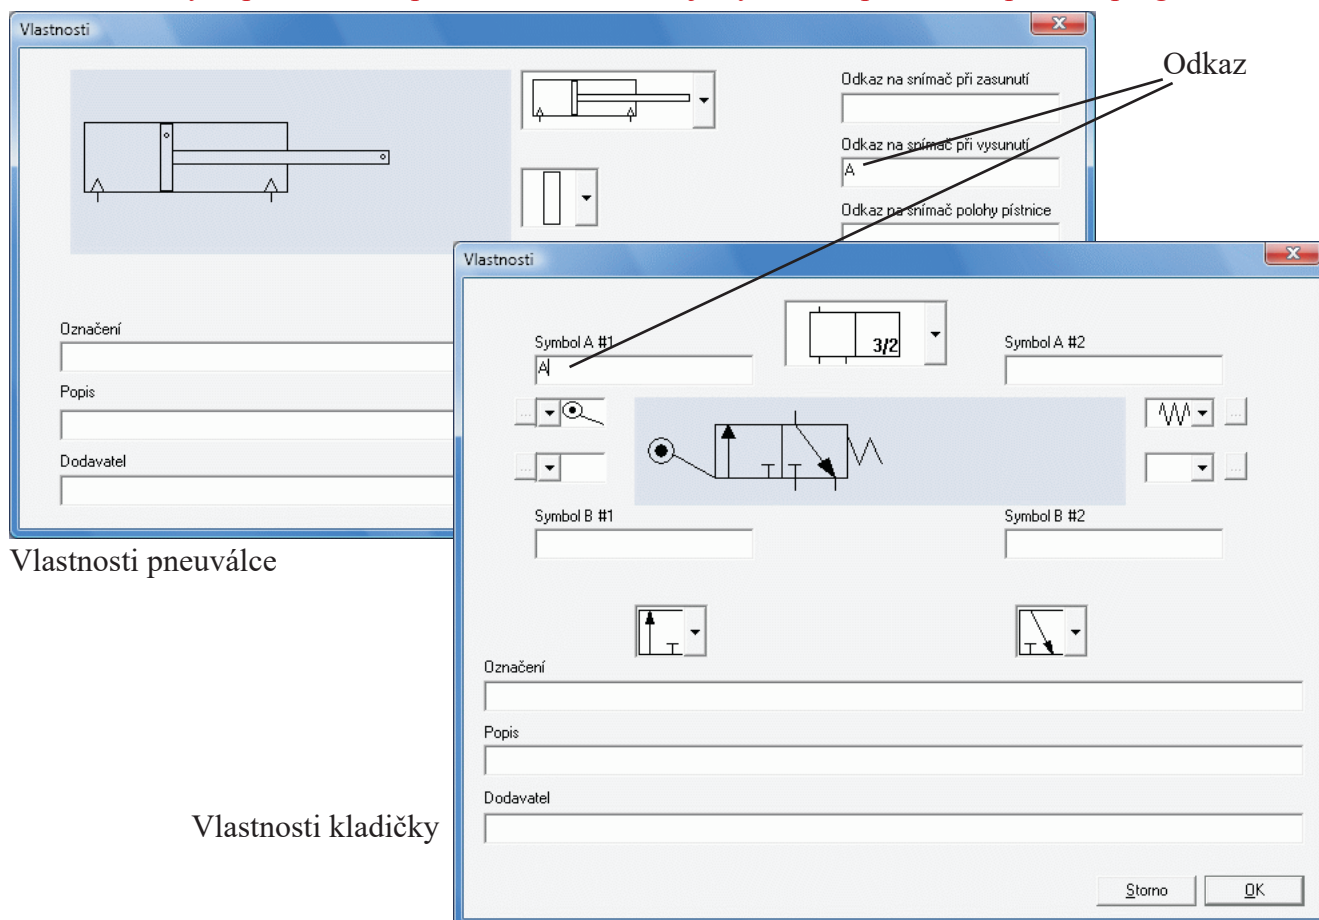 Vlastnosti
Odkaz
Odkaz na snímač při zasunutí
Odkaz na snímač při vysunutí
A
Odkaz na snímač polohy pístnice
Označení
Popis
Dodavatel
Vlastnosti pneuválce
Vlastnosti
Symbol A #1
A
3/2
Symbol A #2
...
...
...
...
Symbol B #1
Symbol B #2
Označení
Popis
Dodavatel
Vlastnosti kladičky
Storno
OK